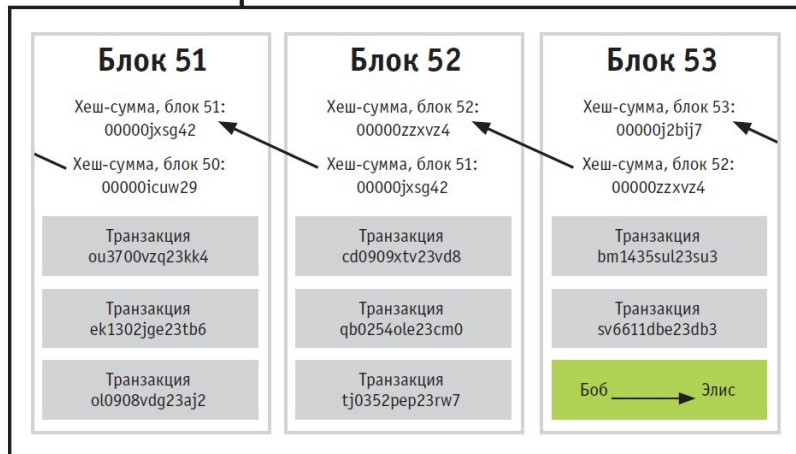 Блок 51
Хеш-сумма, блок 51:
00000jxsg42
Хеш-сумма, блок 50:
00000icuw29
Транзакция
ou3700vzq23kk4
Транзакция
ek1302jge23tb6
Транзакция
ol0908vdg23aj2
Блок 52
Хеш-сумма, блок 52:
00000zzxvz4
Хеш-сумма, блок 51:
00000jxsg42
Транзакция
cd0909xtv23vd8
Транзакция
qb0254ole23cm0
Транзакция
tj0352pep23rw7
Блок 53
Хеш-сумма, блок 53:
00000j2bij7
Хеш-сумма, блок 52:
00000zzxvz4
Транзакция
bm1435sul23su3
Транзакция
sv6611dbe23db3
Боб Элис